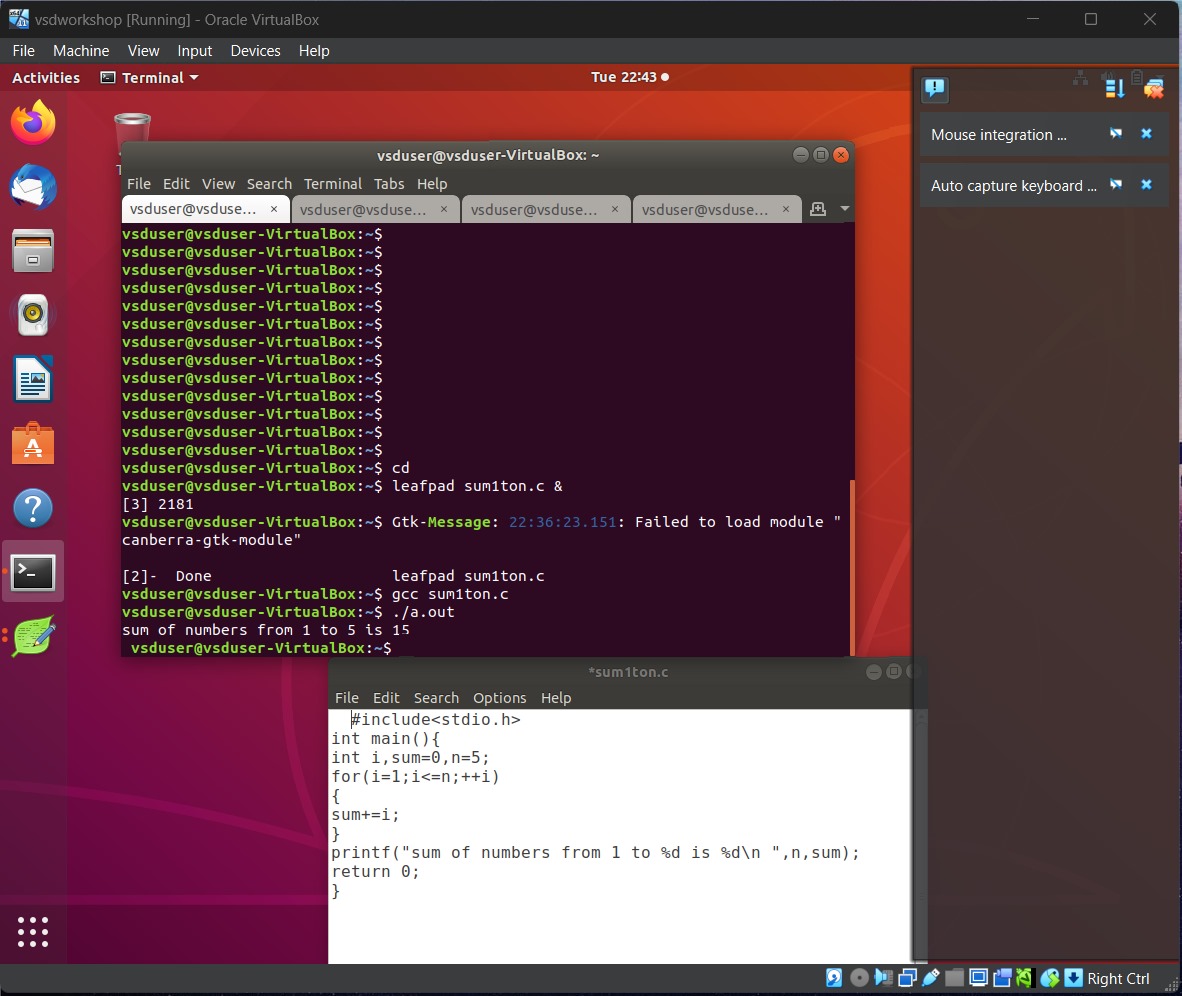 vsdworkshop [Running] - Oracle VirtualBox
File Machine View Input Devices Help
Activities Terminal Tue 22:43
Mouse integration ...
Auto capture keyboard ...
vsduser@vsduser-VirtualBox: ~
File Edit View Search Terminal Tabs Help
vsduser@vsduse... × vsduser@vsduse... × vsduser@vsduse... × vsduser@vsduse... ×
vsduser@vsduser-VirtualBox:~$
vsduser@vsduser-VirtualBox:~$
vsduser@vsduser-VirtualBox:~$
vsduser@vsduser-VirtualBox:~$
vsduser@vsduser-VirtualBox:~$
vsduser@vsduser-VirtualBox:~$
vsduser@vsduser-VirtualBox:~$
vsduser@vsduser-VirtualBox:~$
vsduser@vsduser-VirtualBox:~$
vsduser@vsduser-VirtualBox:~$
vsduser@vsduser-VirtualBox:~$
vsduser@vsduser-VirtualBox:~$
vsduser@vsduser-VirtualBox:~$
vsduser@vsduser-VirtualBox:~$ cd
vsduser@vsduser-VirtualBox:~$ leafpad sum1ton.c &
[3] 2181
vsduser@vsduser-VirtualBox:~$ Gtk-Message: 22:36:23.151: Failed to load module "
canberra-gtk-module"
[2]-  Done                    leafpad sum1ton.c
vsduser@vsduser-VirtualBox:~$ gcc sum1ton.c
vsduser@vsduser-VirtualBox:~$ ./a.out
sum of numbers from 1 to 5 is 15
vsduser@vsduser-VirtualBox:~$
*sum1ton.c
File Edit Search Options Help
#include<stdio.h>
int main(){
int i,sum=0,n=5;
for(i=1;i<=n;++i)
{
sum+=i;
}
printf("sum of numbers from 1 to %d is %d\n ",n,sum);
return 0;
}
Right Ctrl